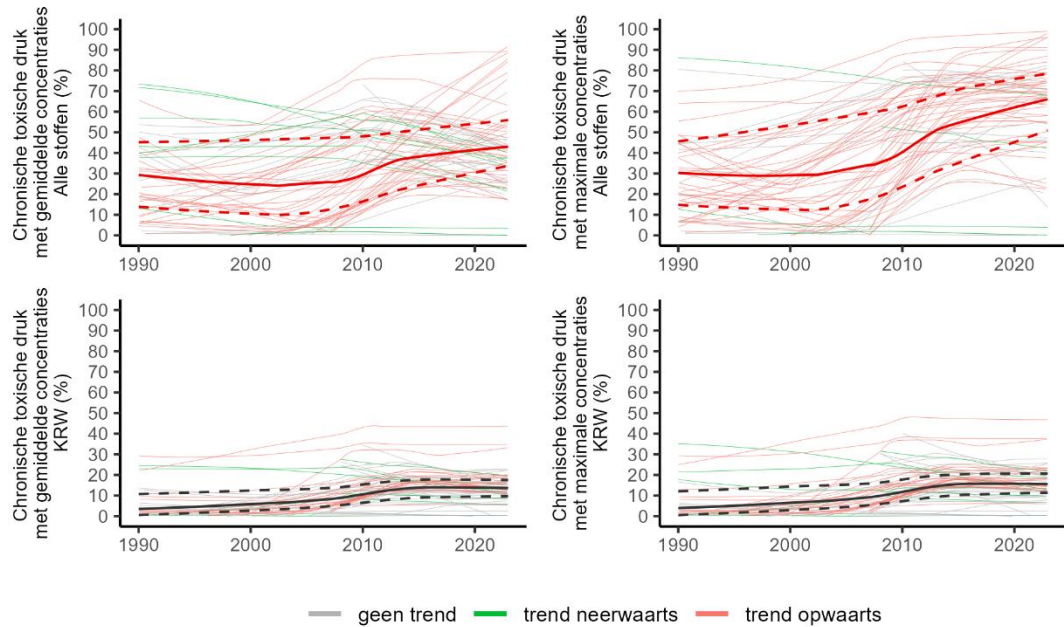 Chronische toxische druk
met gemiddelde concentraties
Alle stoffen (%)
100
90
80
70
60
50
40
30
20
10
0
1990 2000 2010 2020
Chronische toxische druk
met maximale concentraties
Alle stoffen (%)
100
90
80
70
60
50
40
30
20
10
0
1990 2000 2010 2020
Chronische toxische druk
met gemiddelde concentraties
KRW (%)
100
90
80
70
60
50
40
30
20
10
0
1990 2000 2010 2020
Chronische toxische druk
met maximale concentraties
KRW (%)
100
90
80
70
60
50
40
30
20
10
0
1990 2000 2010 2020
geen trend trend neerwaarts trend opwaarts